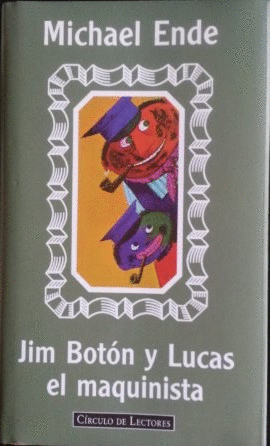 Michael Ende
Jim Botón y Lucas
el maquinista
CÍRCULO DE LECTORES